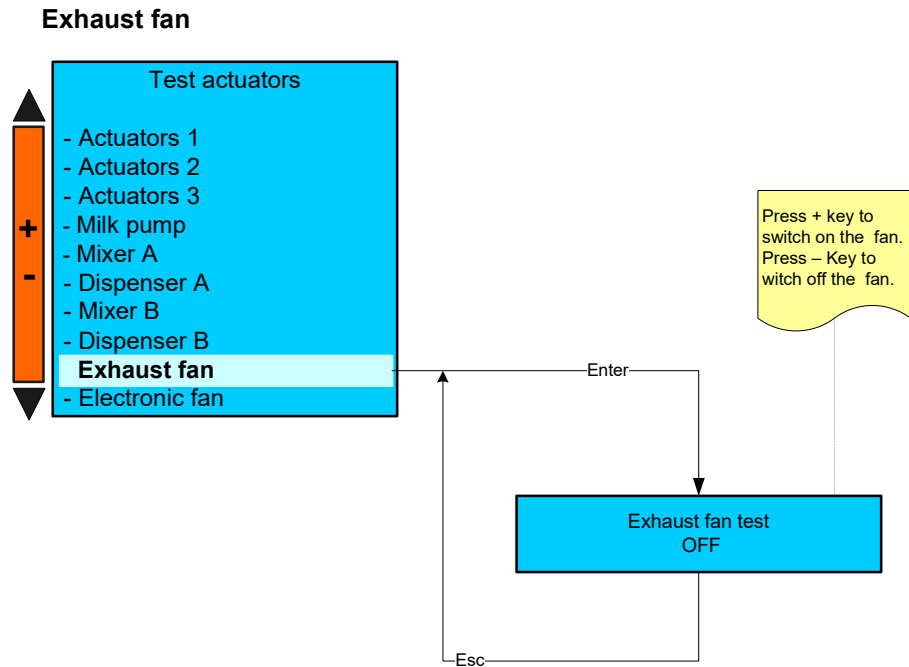 Exhaust fan
Test actuators
- Actuators 1
- Actuators 2
- Actuators 3
- Milk pump
- Mixer A
- Dispenser A
- Mixer B
- Dispenser B
Exhaust fan
- Electronic fan
+
-
Press + key to
switch on the fan.
Press – Key to
witch off the fan.
Enter
Exhaust fan test
OFF
Esc